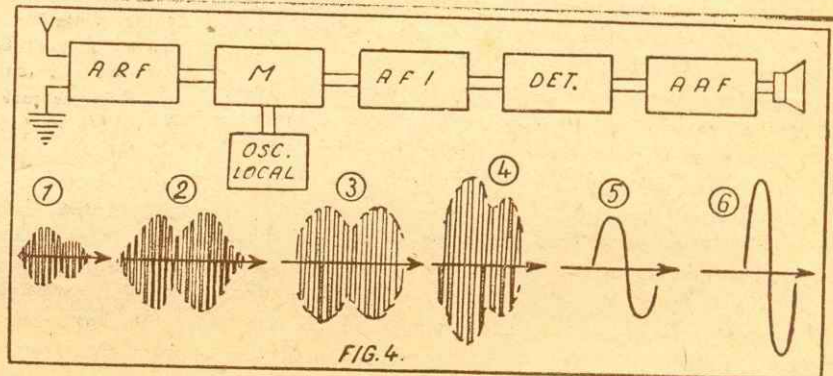 ARF M AFI DET. AAF
OSC.
LOCAL
1 2 3 4 5 6
FIG. 4.